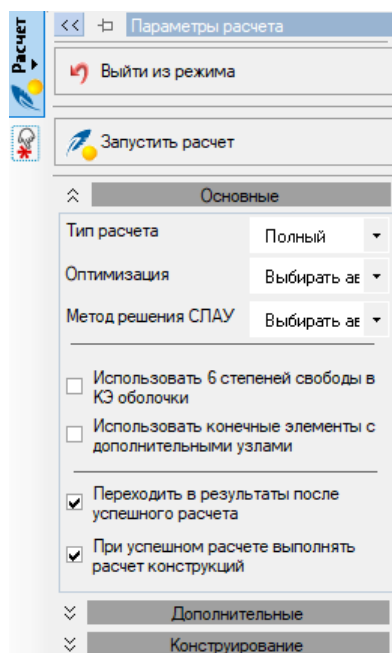 Расчет
<< Параметры расчета
Выйти из режима
Запустить расчет
Основные
Тип расчета Полный
Оптимизация Выбирать ав
Метод решения СЛАУ Выбирать ав
Использовать 6 степеней свободы в
КЭ оболочки
Использовать конечные элементы с
дополнительными узлами
Переходить в результаты после
успешного расчета
При успешном расчете выполнять
расчет конструкций
Дополнительные
Конструирование